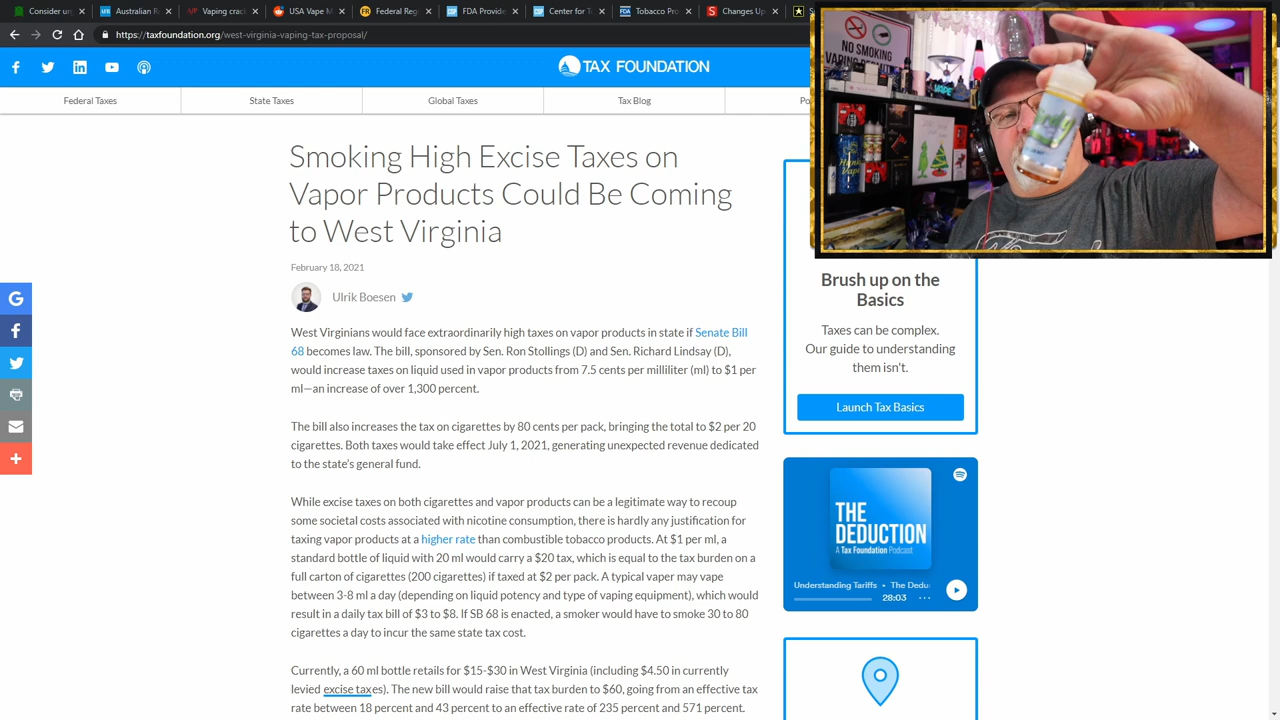 Consider un
USA Vape M
Federal Reg
FDA Proc
Det
Ref
Changes Up
https://taxfoundation.org/west-virginia-vaping-tax-proposal/
TAX FOUNDATION
Federal Taxes
State Taxes
Global Taxes
Tax Blog
Po
NO SMOKING
VAPING
VAPE
Smoking High Excise Taxes on
Vapor Products Could Be Coming
to West Virginia
February 18, 2021
Ulrik Boesen
West Virginians would face extraordinarily high taxes on vapor products in state if Senate Bill
68 becomes law. The bill, sponsored by Sen. Ron Stollings (D) and Sen. Richard Lindsay (D),
would increase taxes on liquid used in vapor products from 7.5 cents per milliliter (ml) to $1 per
ml—an increase of over 1,300 percent.
The bill also increases the tax on cigarettes by 80 cents per pack, bringing the total to $2 per 20
cigarettes. Both taxes would take effect July 1, 2021, generating unexpected revenue dedicated
to the state's general fund.
While excise taxes on both cigarettes and vapor products can be a legitimate way to recoup
some societal costs associated with nicotine consumption, there is hardly any justification for
taxing vapor products at a higher rate than combustible tobacco products. At $1 per ml, a
standard bottle of liquid with 20 ml would carry a $20 tax, which is equal to the tax burden on a
full carton of cigarettes (200 cigarettes) if taxed at $2 per pack. A typical vaper may vape
between 3-8 ml a day (depending on liquid potency and type of vaping equipment), which would
result in a daily tax bill of $3 to $8. If SB 68 is enacted, a smoker would have to smoke 30 to 80
cigarettes a day to incur the same state tax cost.
Currently, a 60 ml bottle retails for $15-$30 in West Virginia (including $4.50 in currently
levied excise taxes). The new bill would raise that tax burden to $60, going from an effective tax
rate between 18 percent and 43 percent to an effective rate of 235 percent and 571 percent.
Brush up on the
Basics
Taxes can be complex.
Our guide to understanding
them isn't.
Launch Tax Basics
THE
DEDUCTION
A Tax Foundation Podcast
Understanding Tariffs • The Dedu
28:03